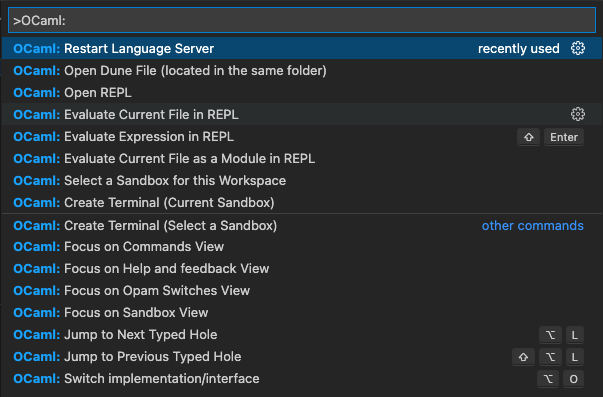 >OCaml:
OCaml: Restart Language Server recently used
OCaml: Open Dune File (located in the same folder)
OCaml: Open REPL
OCaml: Evaluate Current File in REPL
OCaml: Evaluate Expression in REPL ⇧ Enter
OCaml: Evaluate Current File as a Module in REPL
OCaml: Select a Sandbox for this Workspace
OCaml: Create Terminal (Current Sandbox)
OCaml: Create Terminal (Select a Sandbox) other commands
OCaml: Focus on Commands View
OCaml: Focus on Help and feedback View
OCaml: Focus on Opam Switches View
OCaml: Focus on Sandbox View
OCaml: Jump to Next Typed Hole ⌥ L
OCaml: Jump to Previous Typed Hole ⇧ ⌥ L
OCaml: Switch implementation/interface ⌥ O